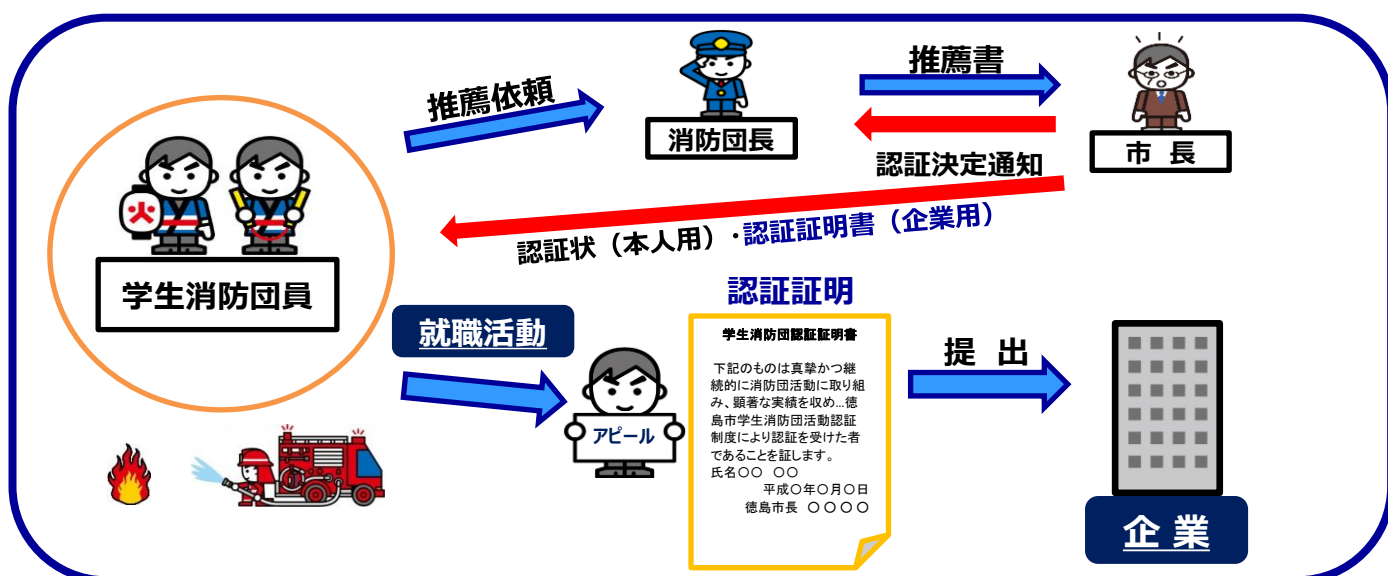 推薦依頼
消防団長
推薦書
市 長
認証決定通知
認証状（本人用）・認証証明書（企業用）
火
学生消防団員
就職活動
アピール
認証証明
学生消防団認証証明書
下記のものは真摯かつ継
続的に消防団活動に取り組
み、顕著な実績を収め...徳
島市学生消防団活動認証
制度により認証を受けた者
であることを証します。
氏名〇〇 〇〇
平成〇年〇月〇日
徳島市長 〇〇〇〇
提 出
企 業